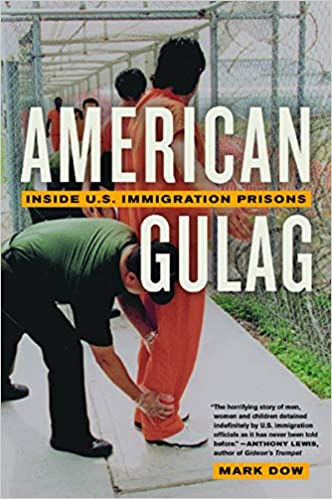 AMERICAN
INSIDE U.S. IMMIGRATION PRISONS
GULAG
"The horrifying story of men,
women and children detained
indefinitely by U.S. immigration
officials as it has never been told
before."—ANTHONY LEWIS,
author of Gideon's Trumpet
MARK DOW